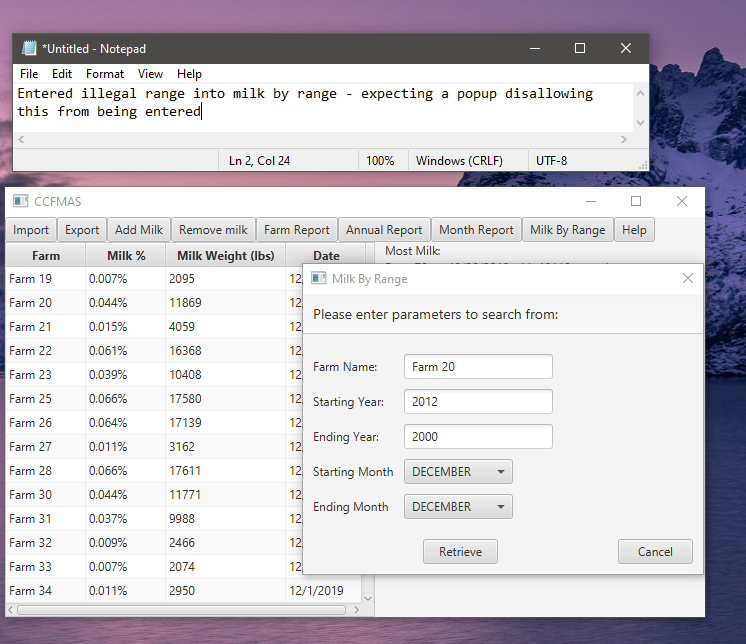 *Untitled - Notepad
File Edit Format View Help
Entered illegal range into milk by range - expecting a popup disallowing
this from being entered
Ln 2, Col 24 100% Windows (CRLF) UTF-8
CCFMAS
Import Export Add Milk Remove milk Farm Report Annual Report Month Report Milk By Range Help
Farm Milk % Milk Weight (lbs) Date
Most Milk:
Farm 19 0.007% 2095 12/
Farm 20 0.044% 11869 12/
Farm 21 0.015% 4059 12/
Farm 22 0.061% 16368 12/
Farm 23 0.039% 10408 12/
Farm 25 0.066% 17580 12/
Farm 26 0.064% 17139 12/
Farm 27 0.011% 3162 12/
Farm 28 0.066% 17611 12/
Farm 30 0.044% 11771 12/
Farm 31 0.037% 9988 12/
Farm 32 0.009% 2466 12/
Farm 33 0.007% 2074 12/
Farm 34 0.011% 2950 12/1/2019
Milk By Range
Please enter parameters to search from:
Farm Name: Farm 20
Starting Year: 2012
Ending Year: 2000
Starting Month DECEMBER
Ending Month DECEMBER
Retrieve Cancel